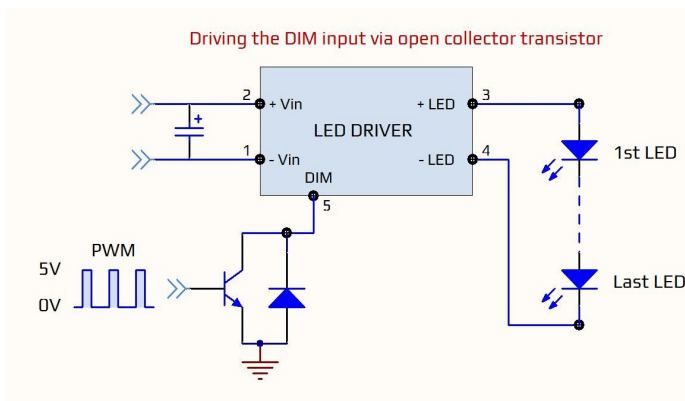 Driving the DIM input via open collector transistor
2
+ Vin
+ LED
3
LED DRIVER
1
- Vin
- LED
4
1st LED
DIM
5
PWM
5V
0V
+
Last LED